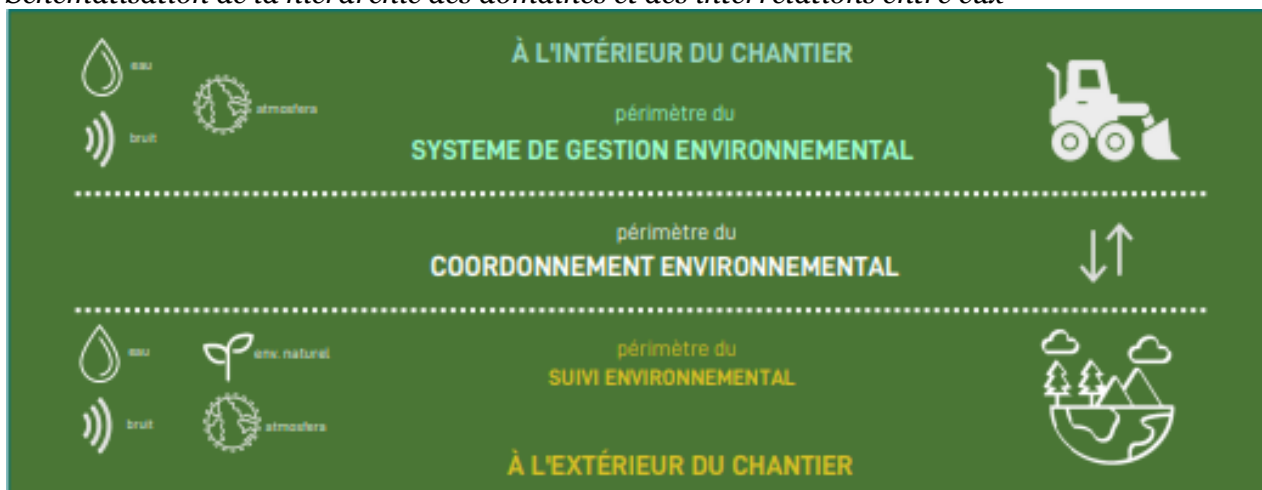 Schématisation de la hiérarchie des domaines et des interrelations entre eux
À L'INTÉRIEUR DU CHANTIER
eau
atmosfera
bruit
périmètre du
SYSTEME DE GESTION ENVIRONNEMENTAL
périmètre du
COORDONNEMENT ENVIRONNEMENTAL
eau
env. naturel
périmètre du
SUIVI ENVIRONNEMENTAL
bruit
atmosfera
À L'EXTÉRIEUR DU CHANTIER